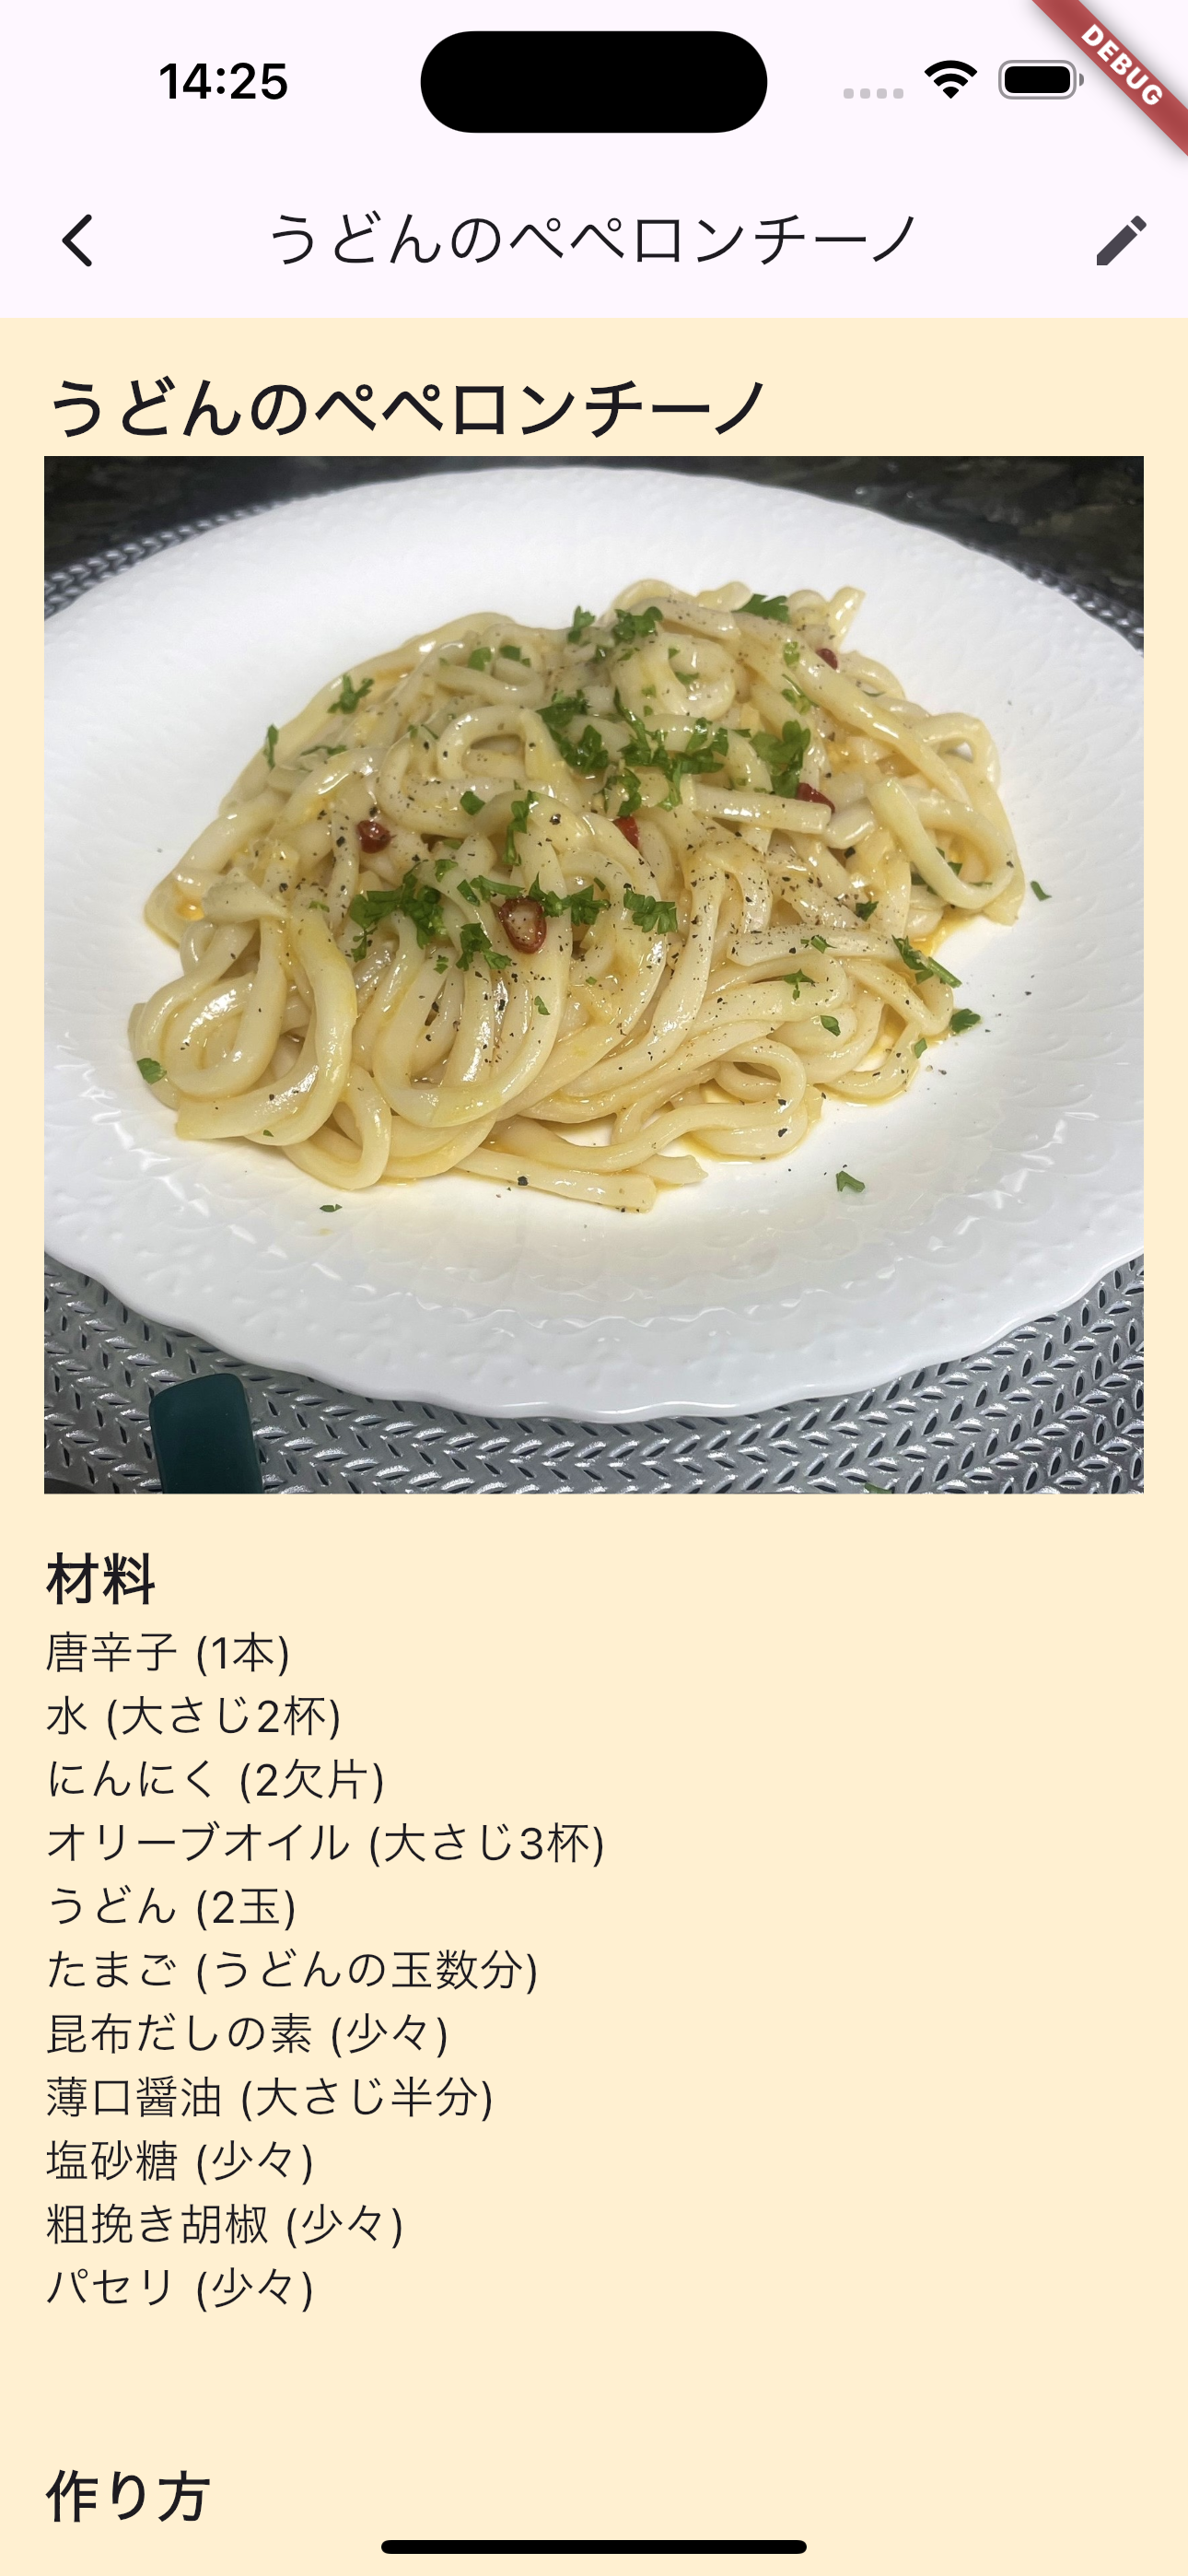 14:25
DEBUG
うどんのペペロンチーノ
うどんのペペロンチーノ
材料
唐辛子 (1本)
水 (大さじ2杯)
にんにく (2欠片)
オリーブオイル (大さじ3杯)
うどん (2玉)
たまご (うどんの玉数分)
昆布だしの素 (少々)
薄口醤油 (大さじ半分)
塩砂糖 (少々)
粗挽き胡椒 (少々)
パセリ (少々)
作り方